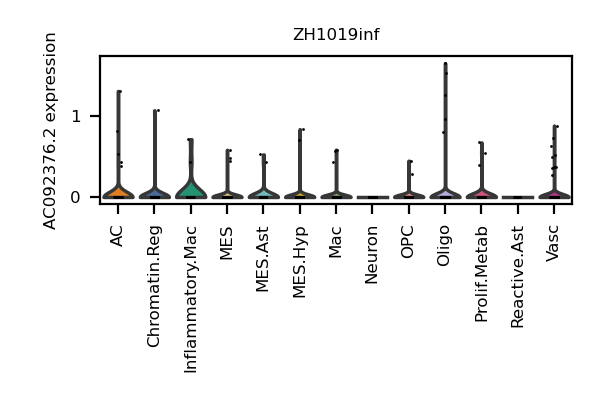 ZH1019inf
AC092376.2 expression
1
0
AC
Chromatin.Reg
Inflammatory.Mac
MES
MES.Ast
MES.Hyp
Mac
Neuron
OPC
Oligo
Prolif.Metab
Reactive.Ast
Vasc